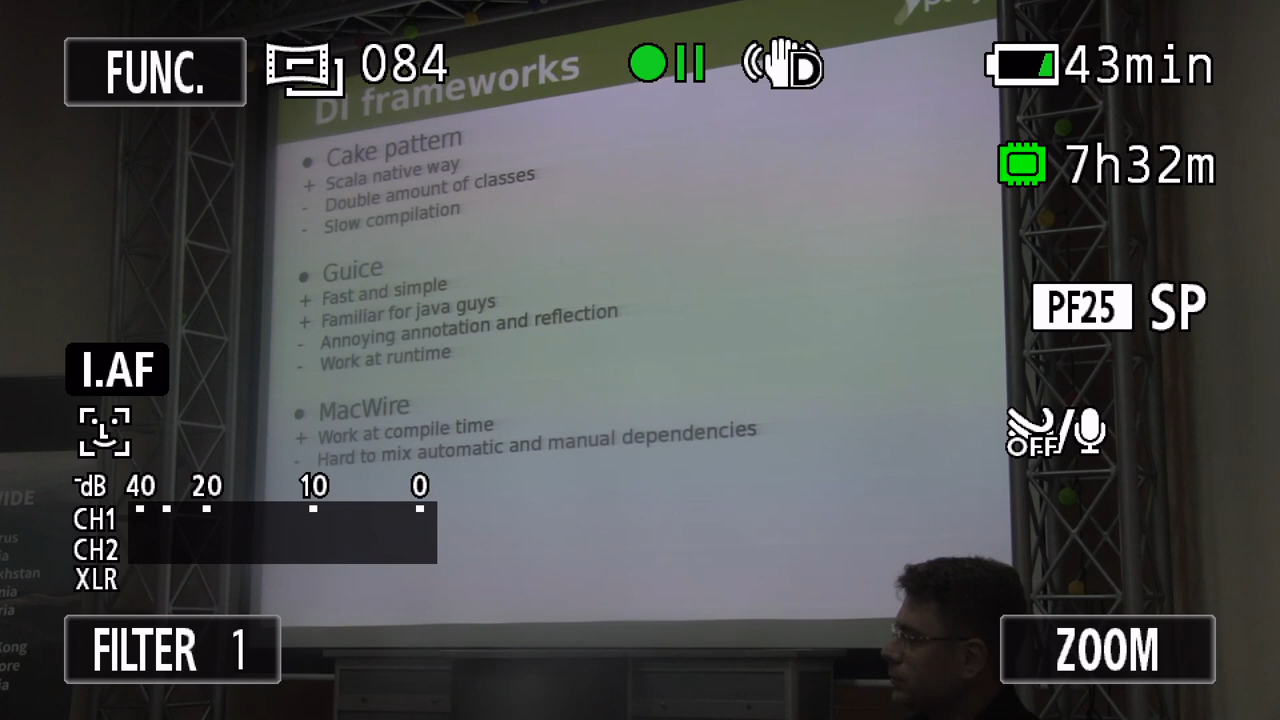 FUNC.
084
D
43min
7h32m
DI frameworks
• Cake pattern
+ Scala native way
- Double amount of classes
- Slow compilation
• Guice
+ Fast and simple
+ Familiar for java guys
- Annoying annotation and reflection
- Work at runtime
• MacWire
+ Work at compile time
- Hard to mix automatic and manual dependencies
PF25 SP
I.AF
OFF/
-dB 40 20 10 0
CH1
CH2
XLR
FILTER 1
ZOOM